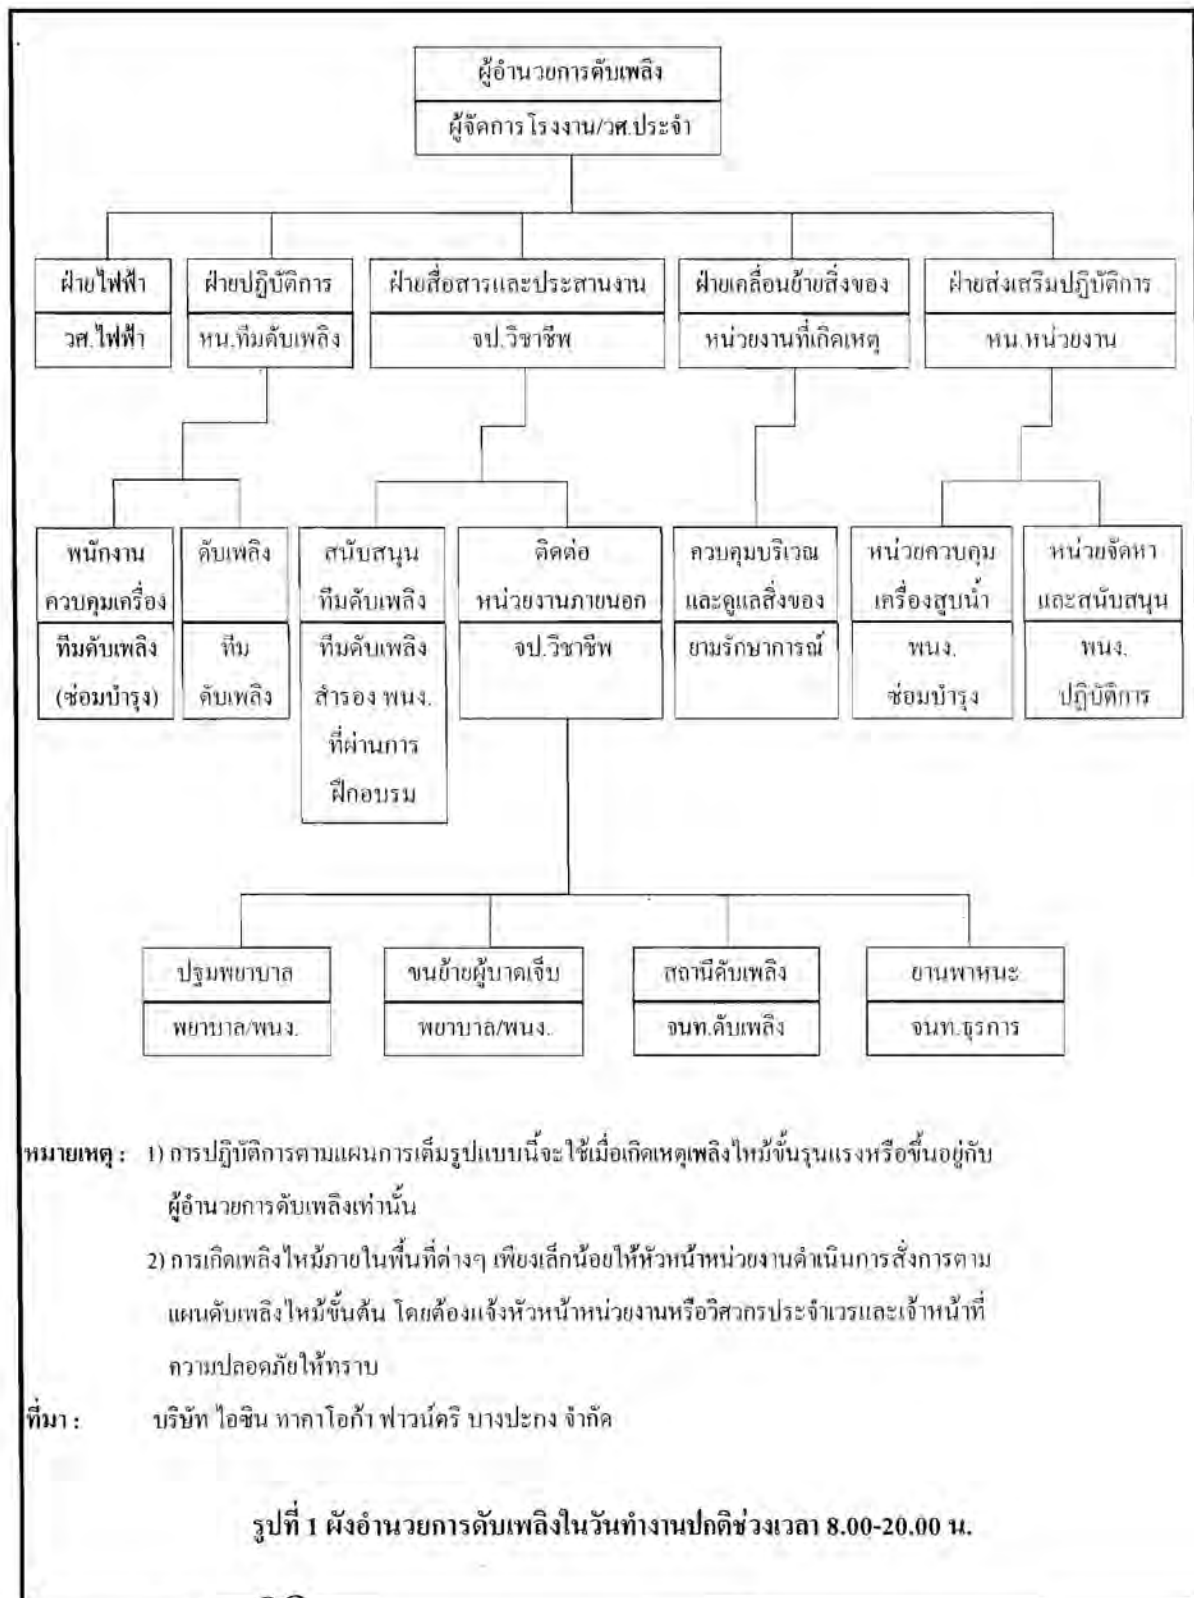 ผู้อำนวยการดับเพลิง
ผู้จัดการโรงงาน/วศ.ประจำ
ฝ่ายไฟฟ้า
วศ.ไฟฟ้า
ฝ่ายปฏิบัติการ
หน.ทีมดับเพลิง
ฝ่ายสื่อสารและประสานงาน
จป.วิชาชีพ
ฝ่ายเคลื่อนย้ายสิ่งของ
หน่วยงานที่เกิดเหตุ
ฝ่ายส่งเสริมปฏิบัติการ
หน.หน่วยงาน
พนักงาน
ควบคุมเครื่อง
ทีมดับเพลิง
(ซ่อมบำรุง)
ดับเพลิง
ทีม
ดับเพลิง
สนับสนุน
ทีมดับเพลิง
ทีมดับเพลิง
สำรอง พนง.
ที่ผ่านการ
ฝึกอบรม
ติดต่อ
หน่วยงานภายนอก
จป.วิชาชีพ
ควบคุมบริเวณ
และดูแลสิ่งของ
ยามรักษาการณ์
หน่วยควบคุม
เครื่องสูบน้ำ
พนง.
ซ่อมบำรุง
หน่วยจัดหา
และสนับสนุน
พนง.
ปฏิบัติการ
ปฐมพยาบาล
พยาบาล/พนง.
ขนย้ายผู้บาดเจ็บ
พยาบาล/พนง.
สถานีดับเพลิง
จนท.ดับเพลิง
ยานพาหนะ
จนท.ธุรการ
หมายเหตุ : 1) การปฏิบัติการตามแผนการเต็มรูปแบบนี้จะใช้เมื่อเกิดเหตุเพลิงไหม้ขั้นรุนแรงหรือขึ้นอยู่กับ
ผู้อำนวยการดับเพลิงเท่านั้น
2) การเกิดเพลิงไหม้ภายในพื้นที่ต่างๆ เพียงเล็กน้อยให้หัวหน้าหน่วยงานดำเนินการสั่งการตาม
แผนดับเพลิงไหม้ขั้นต้น โดยต้องแจ้งหัวหน้าหน่วยงานหรือวิศวกรประจำเวรและเจ้าหน้าที่
ความปลอดภัยให้ทราบ
ที่มา : บริษัท ไอซิน ทาคาโอก้า ฟาวน์ดริ บางปะกง จำกัด
รูปที่ 1 ผังอำนวยการดับเพลิงในวันทำงานปกติช่วงเวลา 8.00-20.00 น.